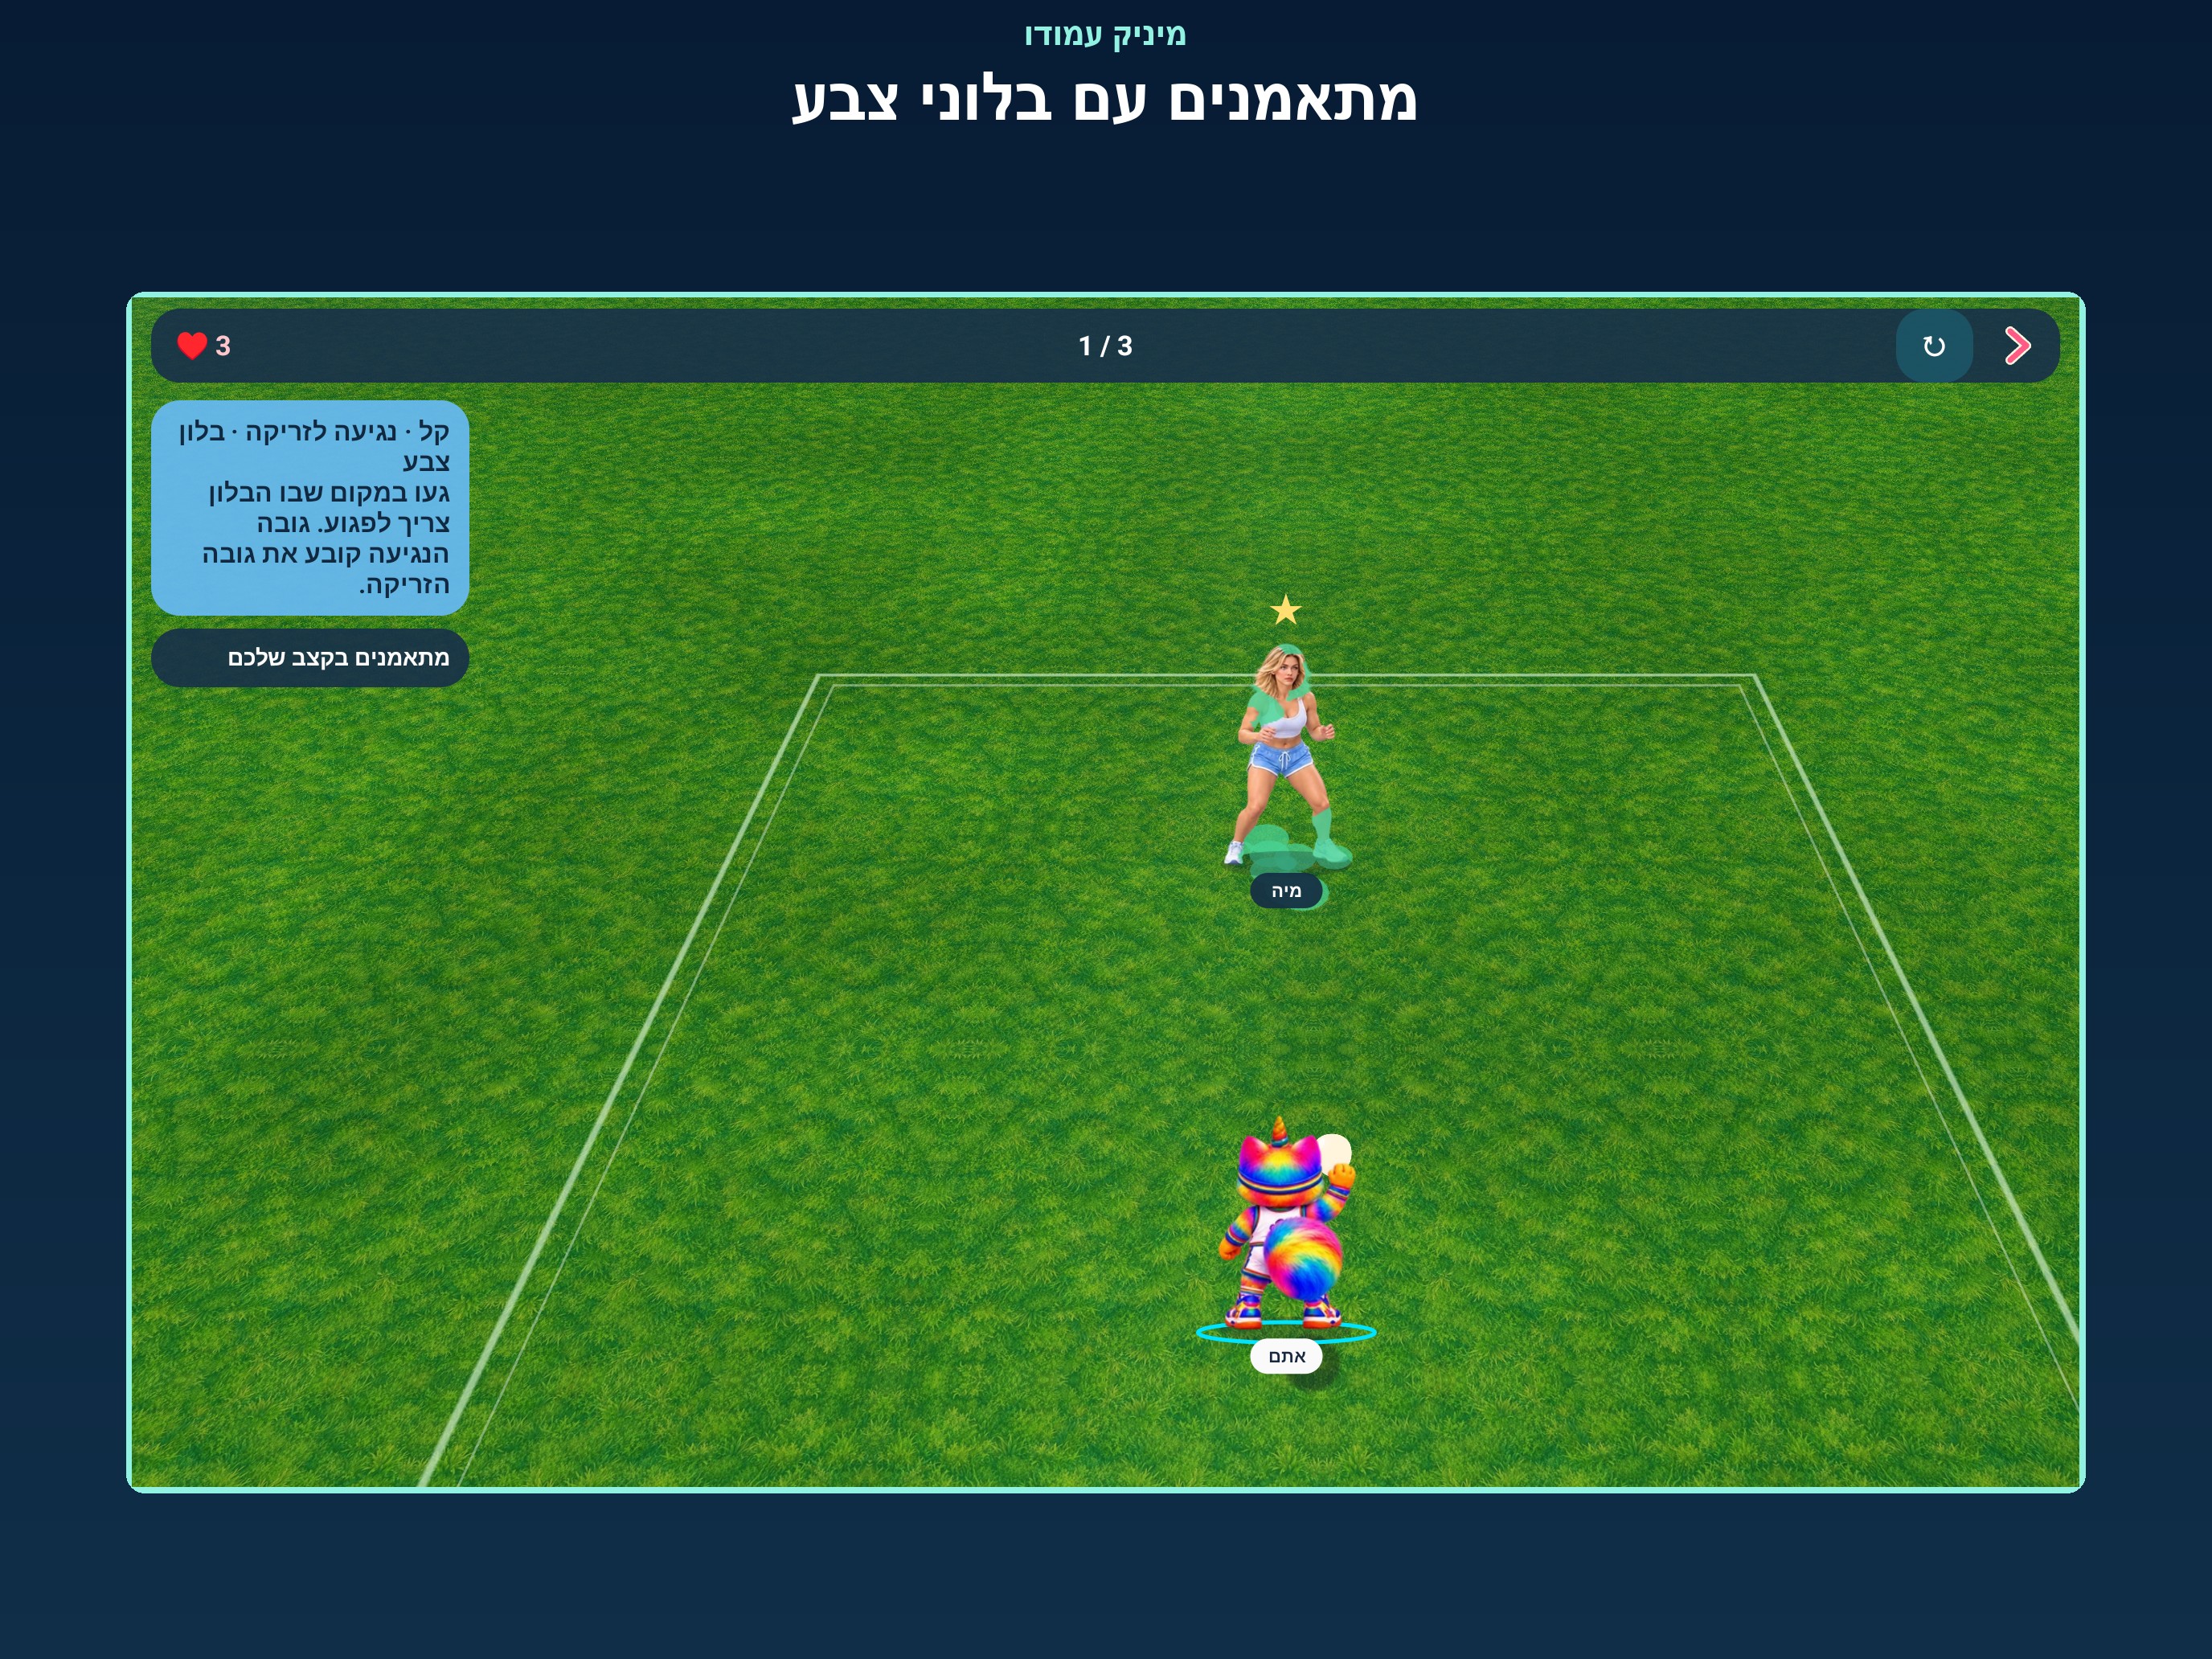 מיניק עמודו
מתאמנים עם בלוני צבע
3
1 / 3
קל · נגיעה לזריקה · בלון
צבע
געו במקום שבו הבלון
צריך לפגוע. גובה
הנגיעה קובע את גובה
הזריקה.
מתאמנים בקצב שלכם
מיה
אתם